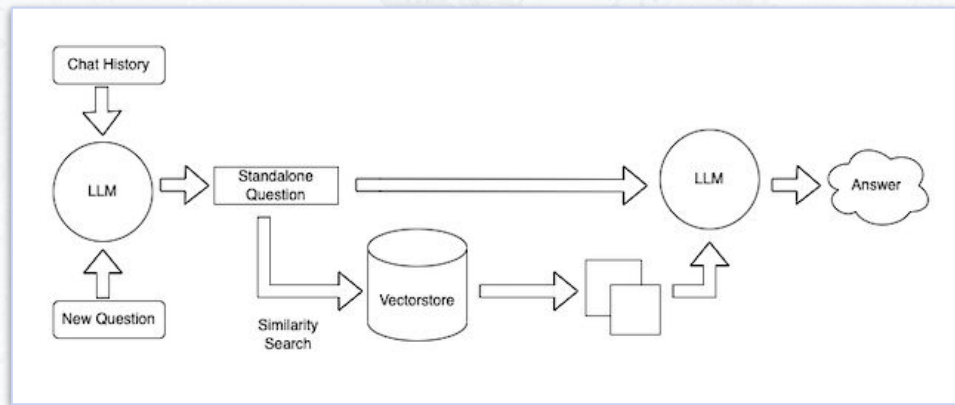 Chat History
LLM
New Question
Standalone
Question
Similarity
Search
Vectorstore
LLM
Answer